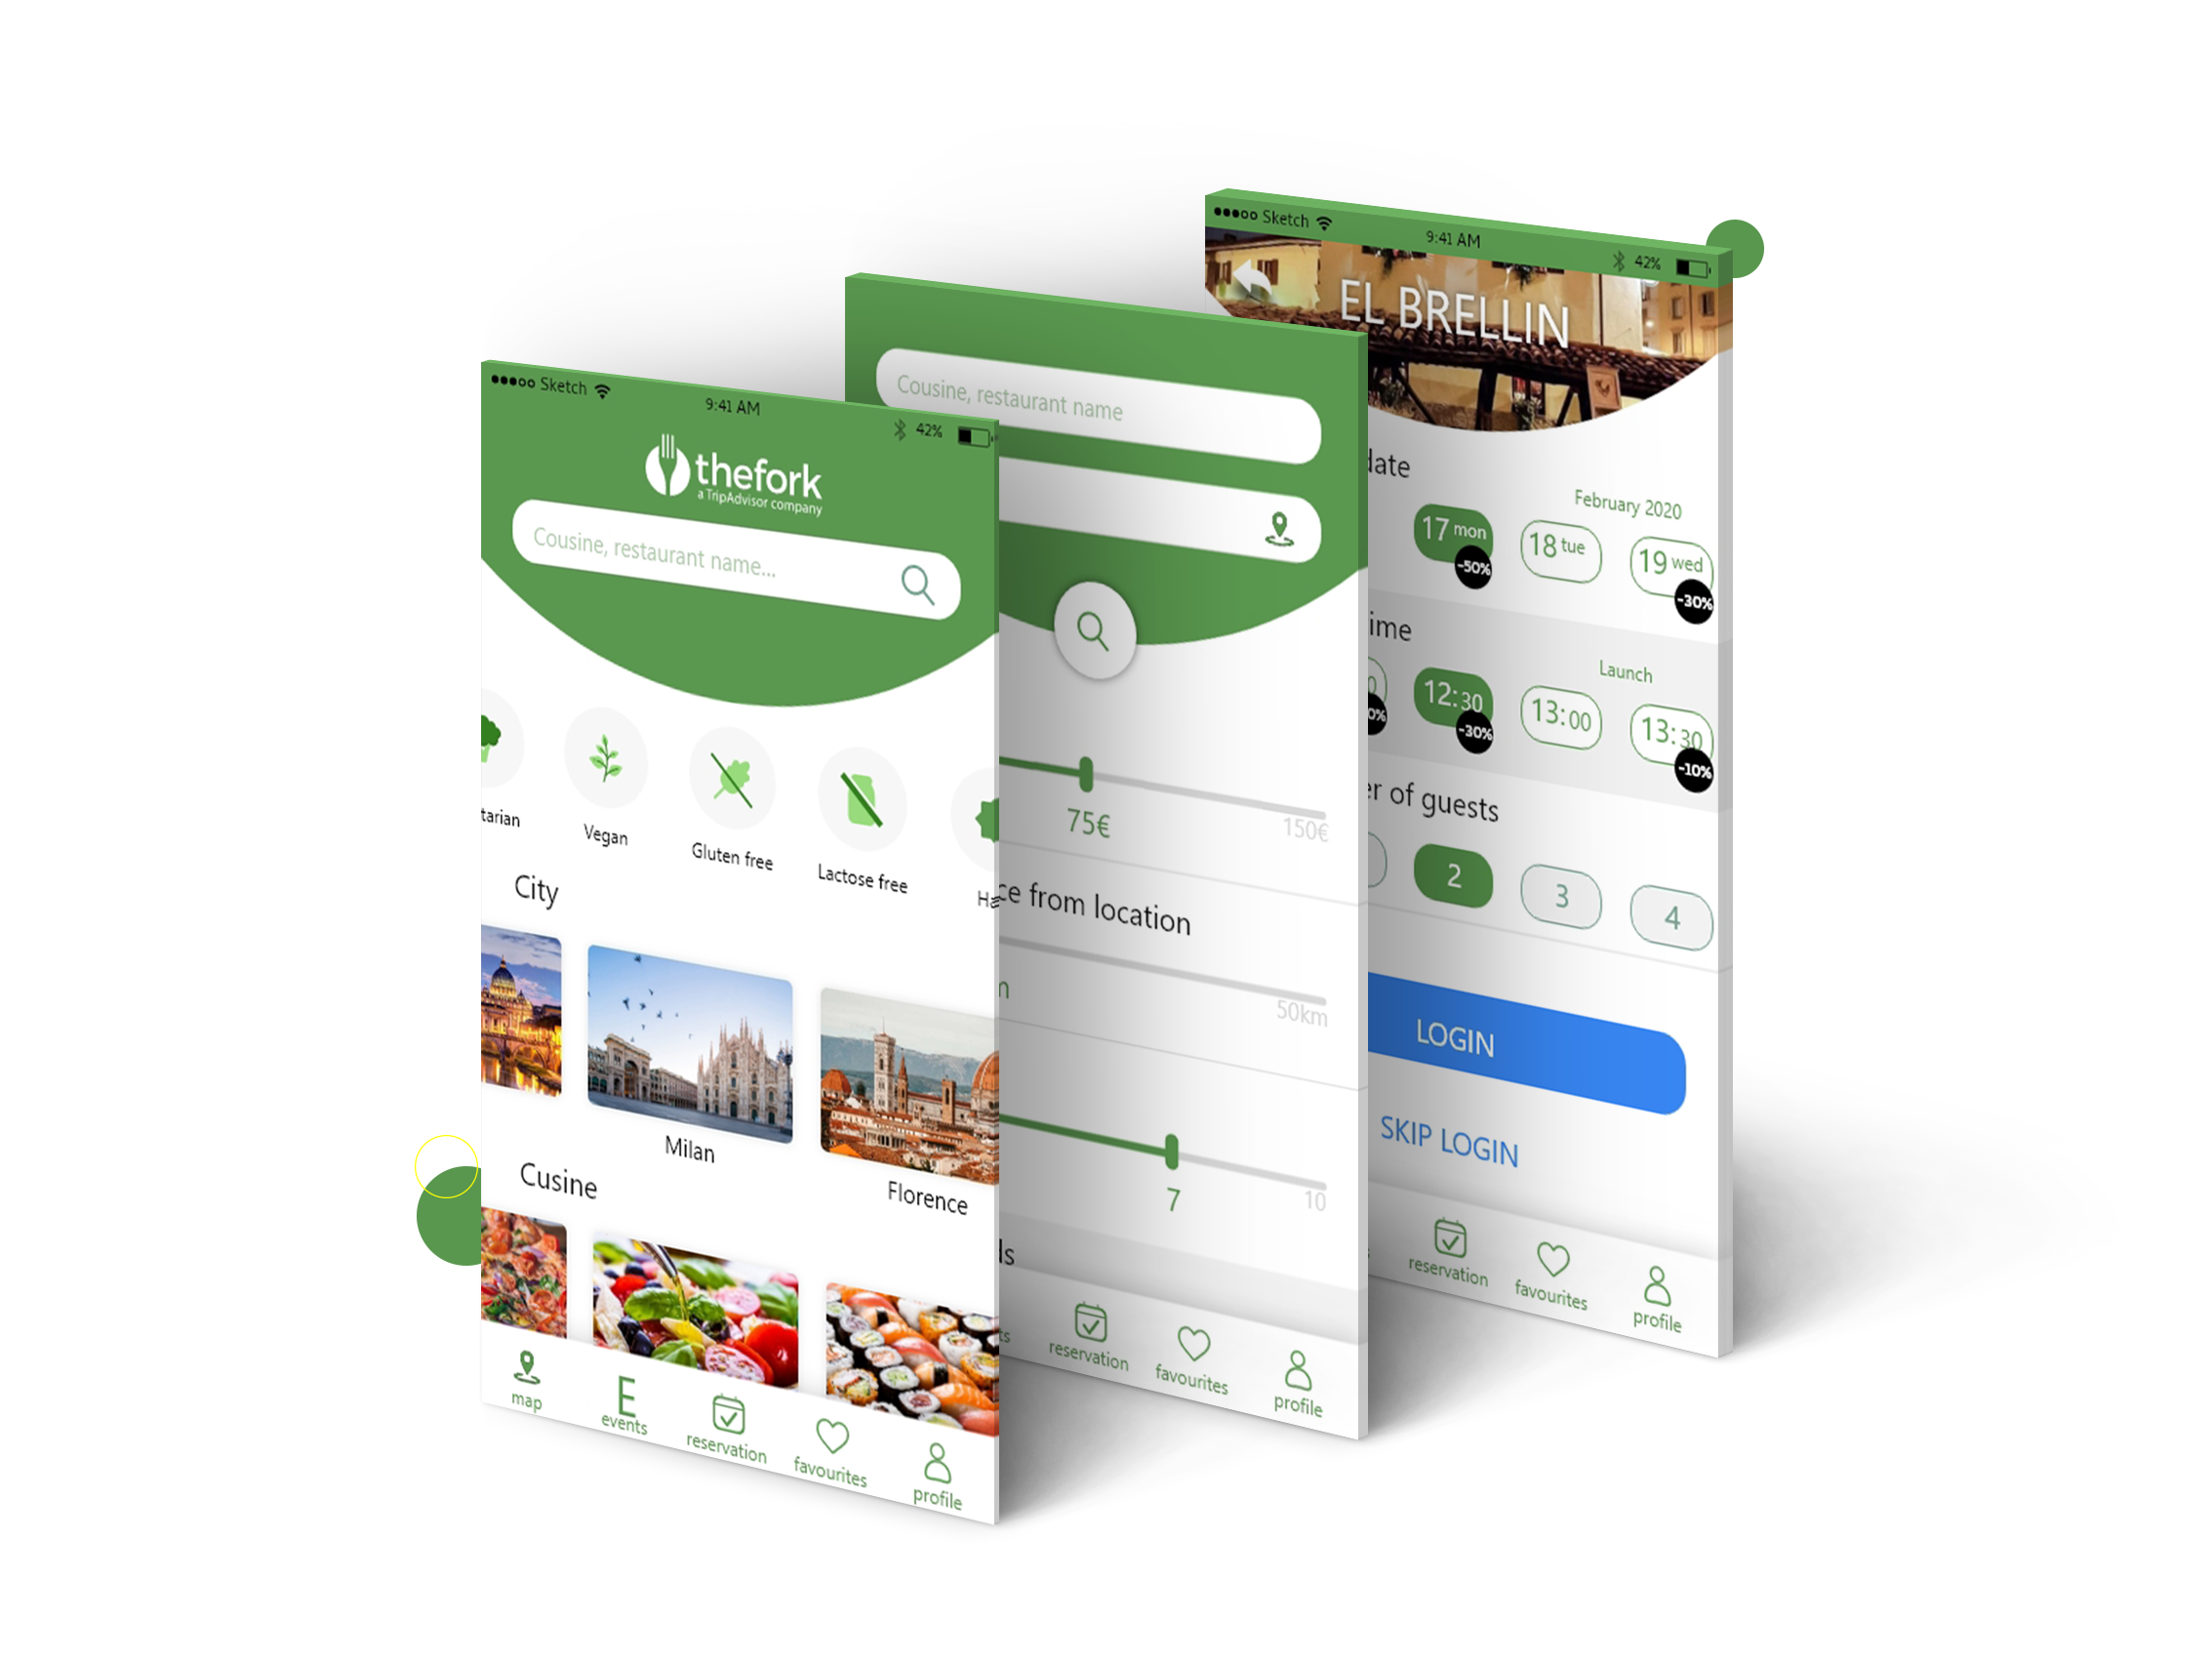 Sketch
9:41 AM
42%
thefork
a TripAdvisor company
Cousine, restaurant name...
tarian
Vegan
Gluten free
Lactose free
City
Milan
Florence
Cusine
map
E
events
reservation
favourites
profile
Cousine, restaurant name
75€
150€
ce from location
50km
7
10
reservation
favourites
profile
Sketch
9:41 AM
42%
EL BRELLIN
date
February 2020
17 mon
-50%
18 tue
19 wed
-30%
ime
Launch
12:30
-30%
13:00
13:30
-10%
er of guests
2
3
4
LOGIN
SKIP LOGIN
reservation
favourites
profile